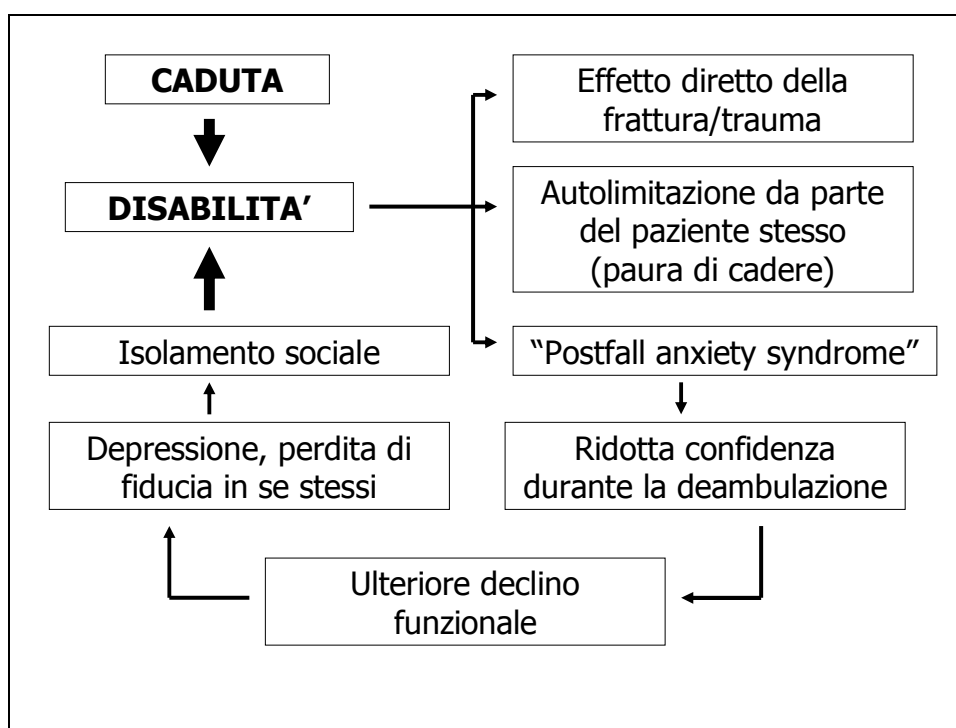 CADUTA
DISABILITA’
Effetto diretto della
frattura/trauma
Autolimitazione da parte
del paziente stesso
(paura di cadere)
“Postfall anxiety syndrome”
Ridotta confidenza
durante la deambulazione
Ulteriore declino
funzionale
Depressione, perdita di
fiducia in se stessi
Isolamento sociale